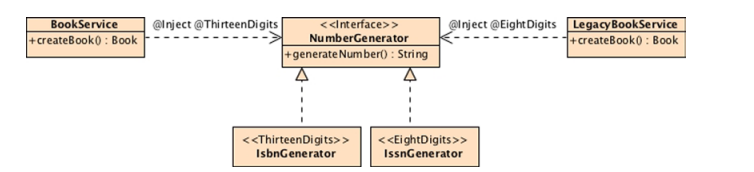 BookService
+createBook() : Book
@Inject @ThirteenDigits
<<Interface>>
NumberGenerator
+generateNumber() : String
@Inject @EightDigits
LegacyBookService
+createBook() : Book
<<ThirteenDigits>>
IsbnGenerator
<<EightDigits>>
IssnGenerator